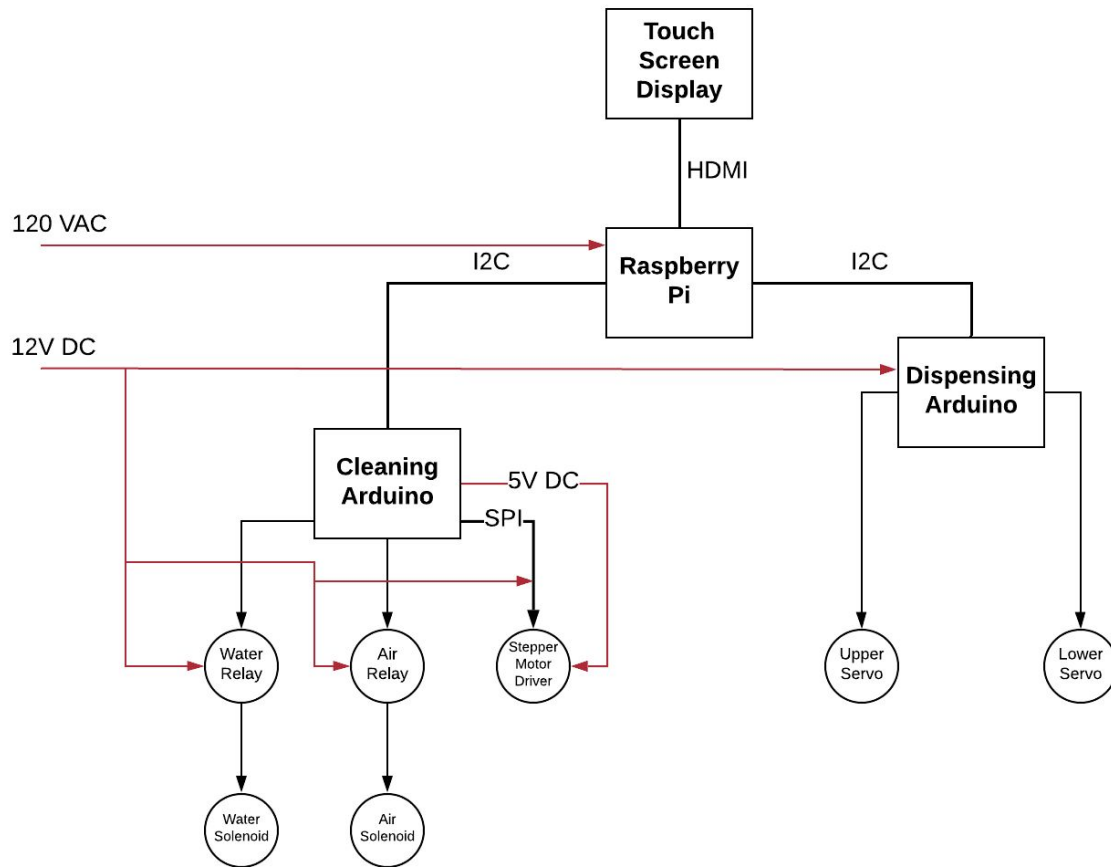 Touch
Screen
Display
HDMI
120 VAC
I2C
Raspberry
Pi
I2C
12V DC
Dispensing
Arduino
Cleaning
Arduino
5V DC
SPI
Water
Relay
Air
Relay
Stepper
Motor
Driver
Upper
Servo
Lower
Servo
Water
Solenoid
Air
Solenoid